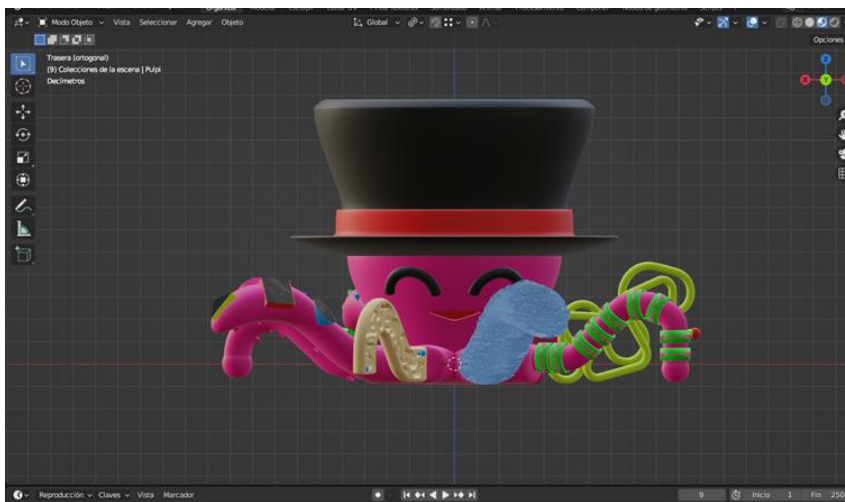 Modo Objeto Vista Seleccionar Agregar Objeto Global
Opciones
Trasera (ortogonal)
(9) Colecciones de la escena | Pulpi
Decímetros
Z
Y
Reproducción Claves Vista Marcador 9 Inicio 1 Fin 250